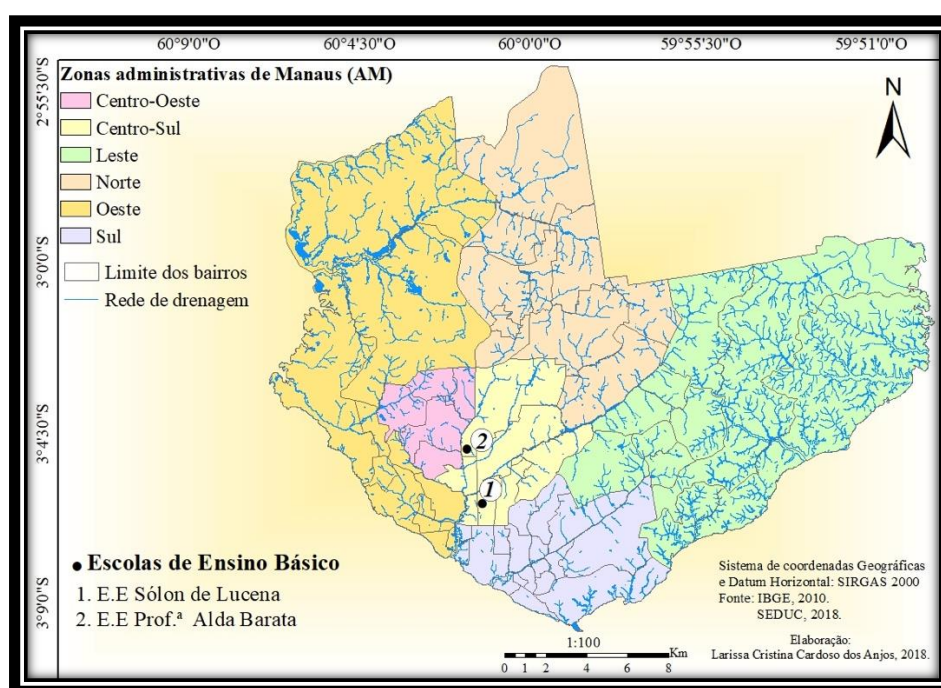 60°9'0"O 60°4'30"O 60°0'0"O 59°55'30"O 59°51'0"O
2°55'30"S
3°0'0"S
3°4'30"S
3°9'0"S
Zonas administrativas de Manaus (AM)
Centro-Oeste
Centro-Sul
Leste
Norte
Oeste
Sul
Limite dos bairros
Rede de drenagem
N
2
1
• Escolas de Ensino Básico
1. E.E Sólon de Lucena
2. E.E Prof.ª Alda Barata
Sistema de coordenadas Geográficas
e Datum Horizontal: SIRGAS 2000
Fonte: IBGE, 2010.
SEDUC, 2018.
Elaboração:
Larissa Cristina Cardoso dos Anjos, 2018.
1:100
Km
0 1 2 4 6 8